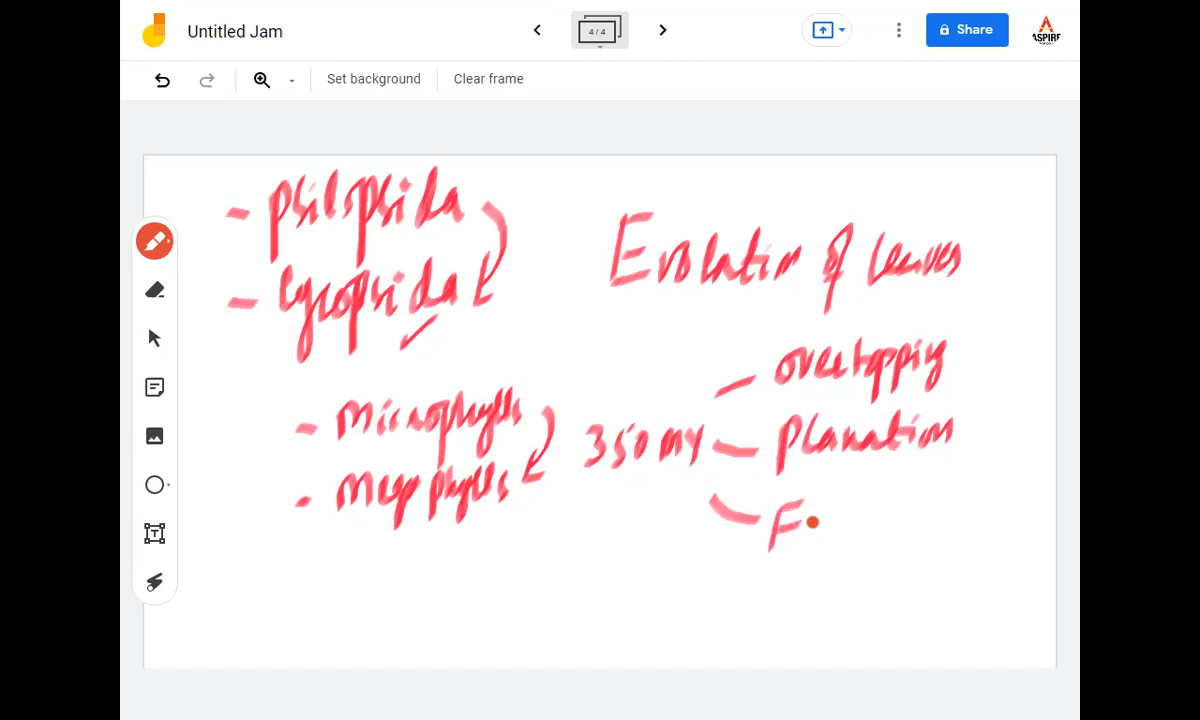 Untitled Jam
4 / 4
Share
ASPIRE
Set background
Clear frame
- Psilopsida
- Lycopsida
Evolution of leaves
- microphylls
- Megaphylls
350 my
- overtopping
- Planation
- F